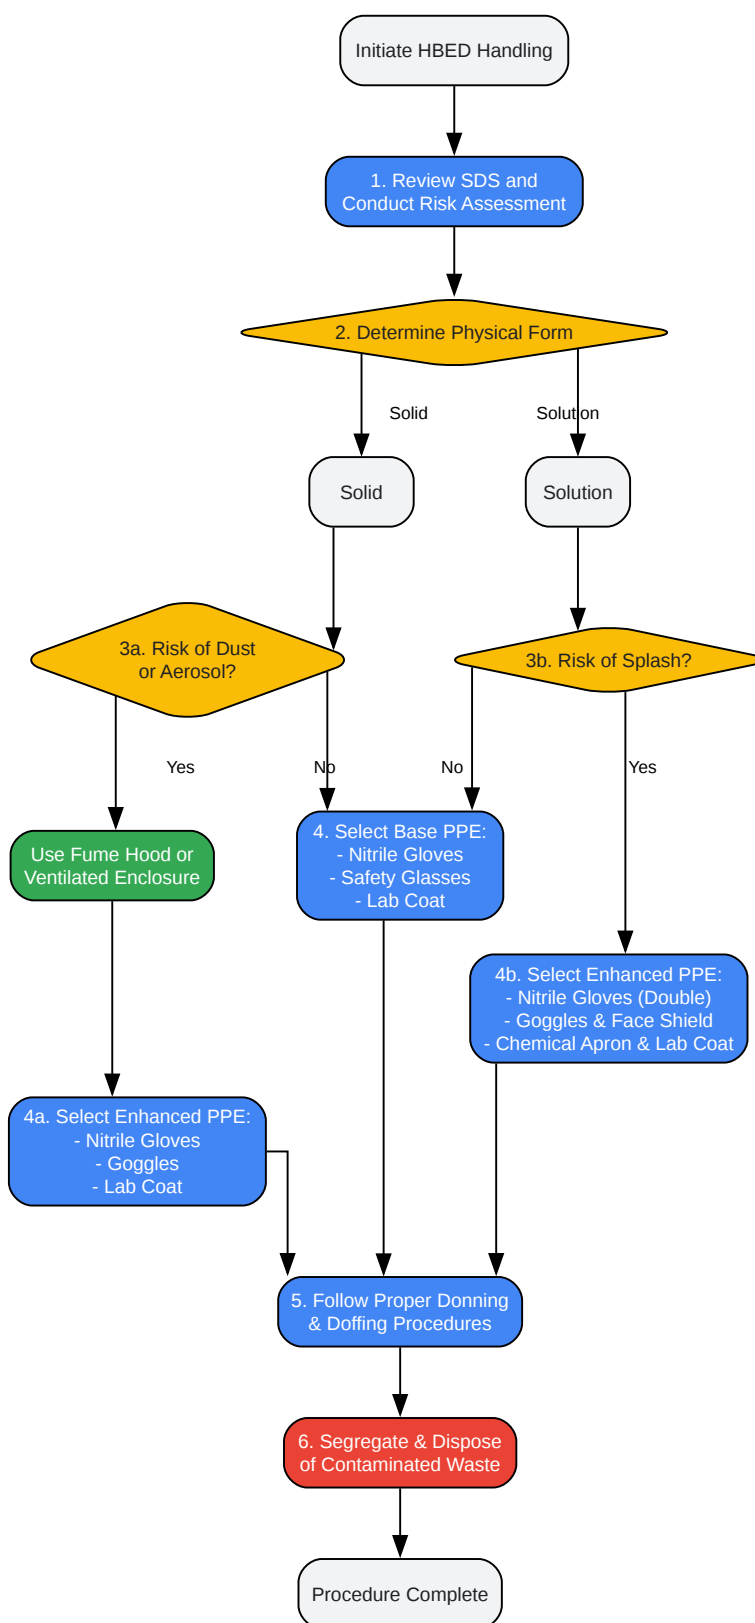 Initiate HBED Handling
1. Review SDS and
Conduct Risk Assessment
2. Determine Physical Form
Solid
Solution
Solid
Solution
3a. Risk of Dust
or Aerosol?
3b. Risk of Splash?
Yes
No
No
Yes
4. Select Base PPE:
- Nitrile Gloves
- Safety Glasses
- Lab Coat
Use Fume Hood or
Ventilated Enclosure
4b. Select Enhanced PPE:
- Nitrile Gloves (Double)
- Goggles & Face Shield
- Chemical Apron & Lab Coat
4a. Select Enhanced PPE:
- Nitrile Gloves
- Goggles
- Lab Coat
5. Follow Proper Donning
& Doffing Procedures
6. Segregate & Dispose
of Contaminated Waste
Procedure Complete